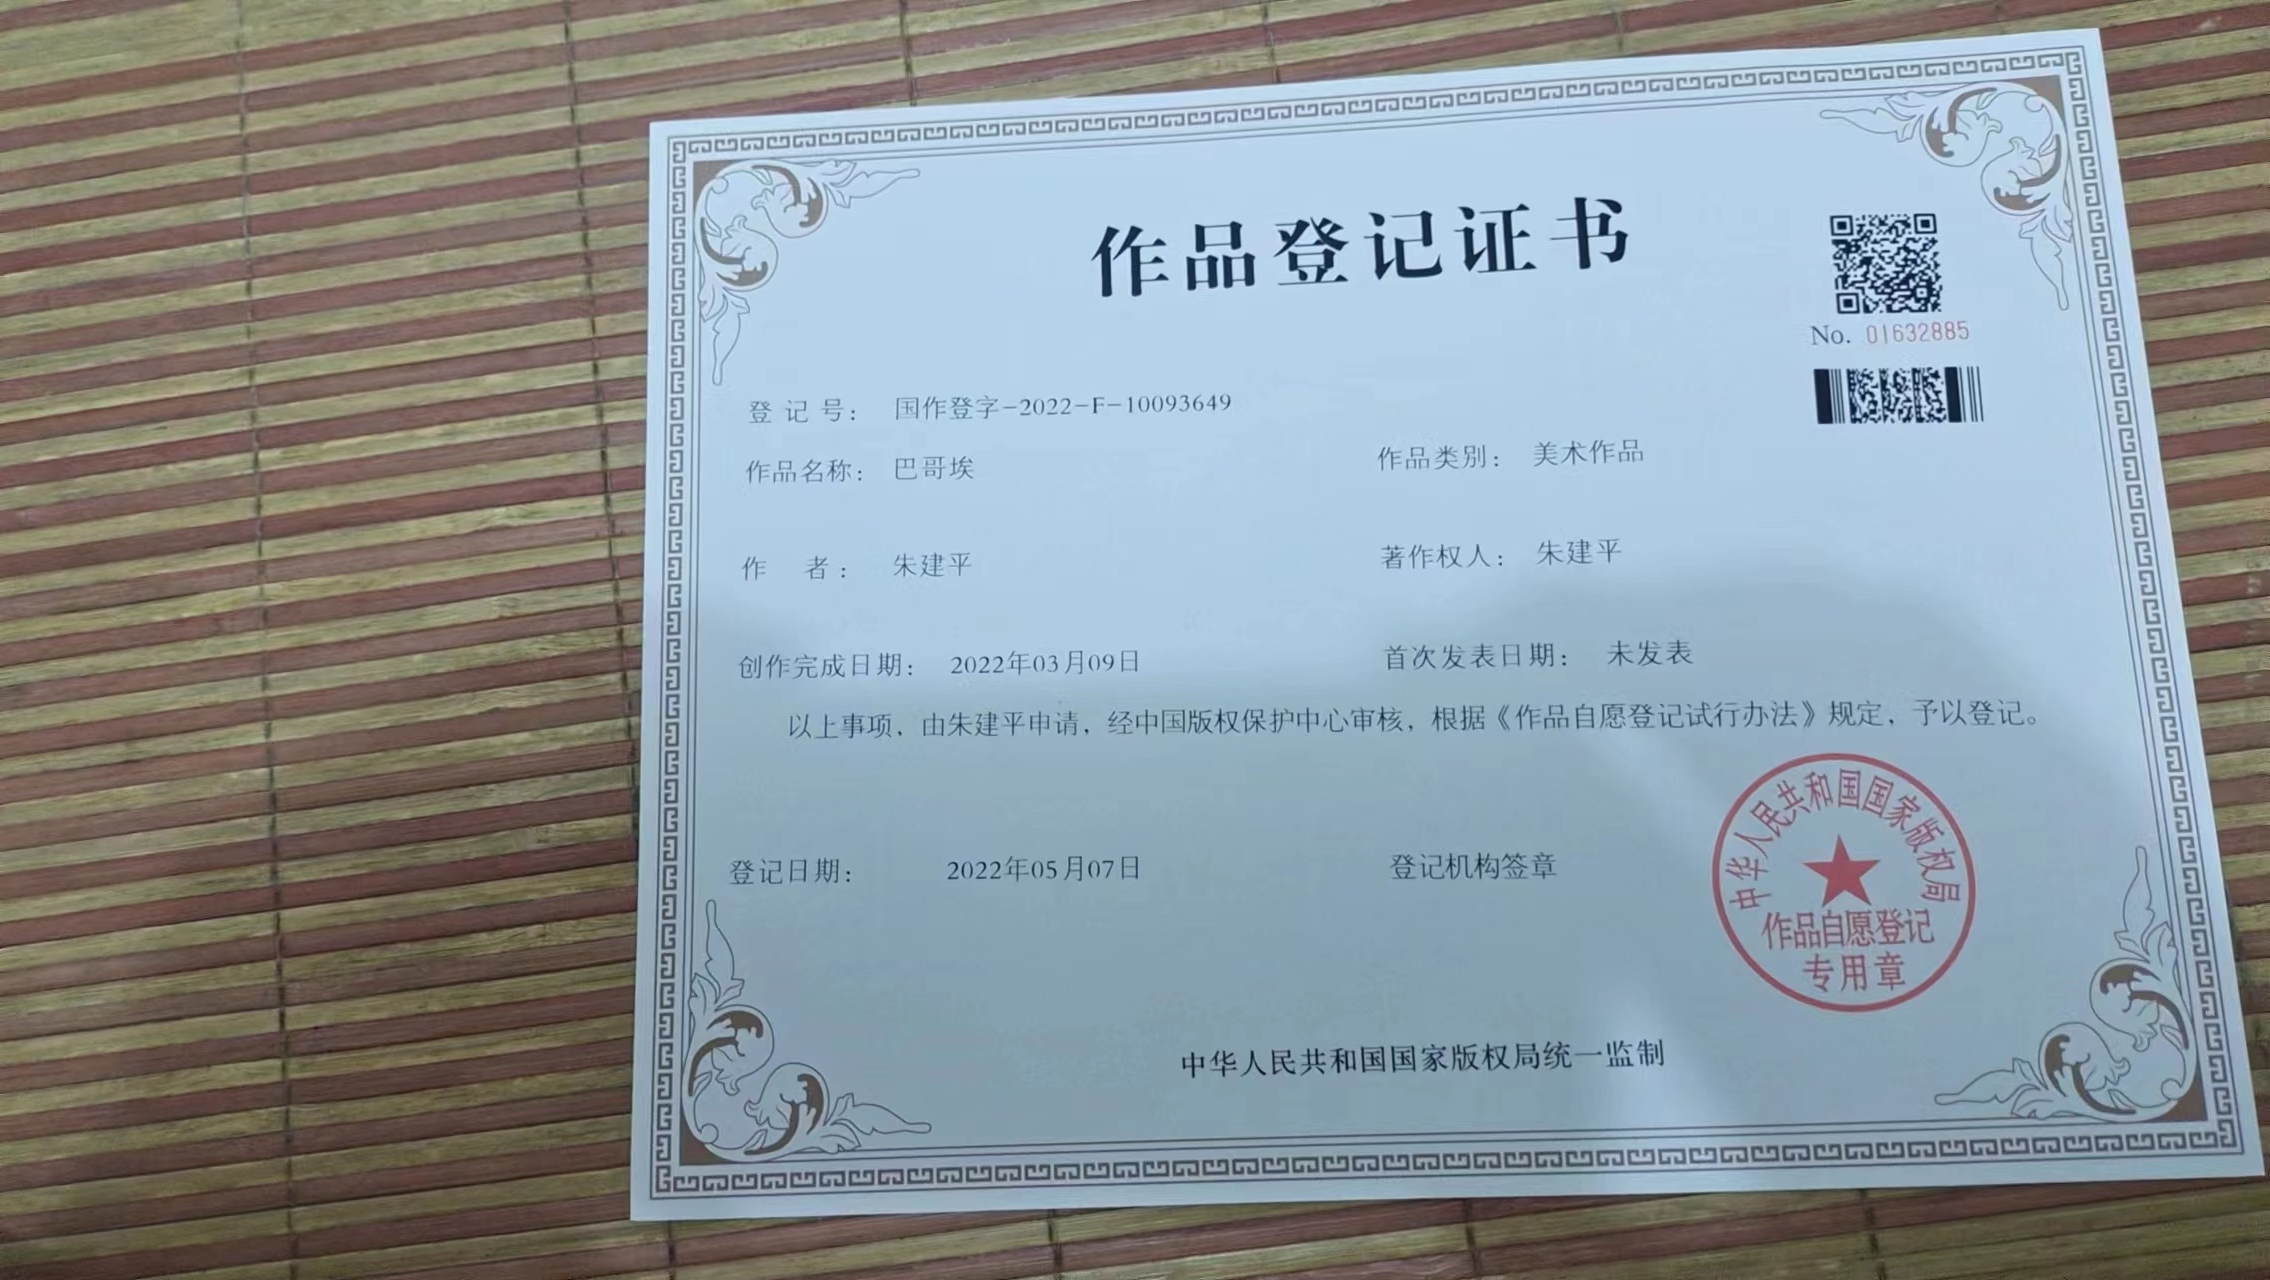 作品登记证书
No. 01632885
登 记 号： 国作登字-2022-F-10093649
作品名称： 巴哥埃 作品类别： 美术作品
作 者： 朱建平 著作权人： 朱建平
创作完成日期： 2022年03月09日 首次发表日期： 未发表
以上事项，由朱建平申请，经中国版权保护中心审核，根据《作品自愿登记试行办法》规定，予以登记。
登记日期： 2022年05月07日 登记机构签章
中华人民共和国国家版权局
作品自愿登记
专用章
中华人民共和国国家版权局统一监制